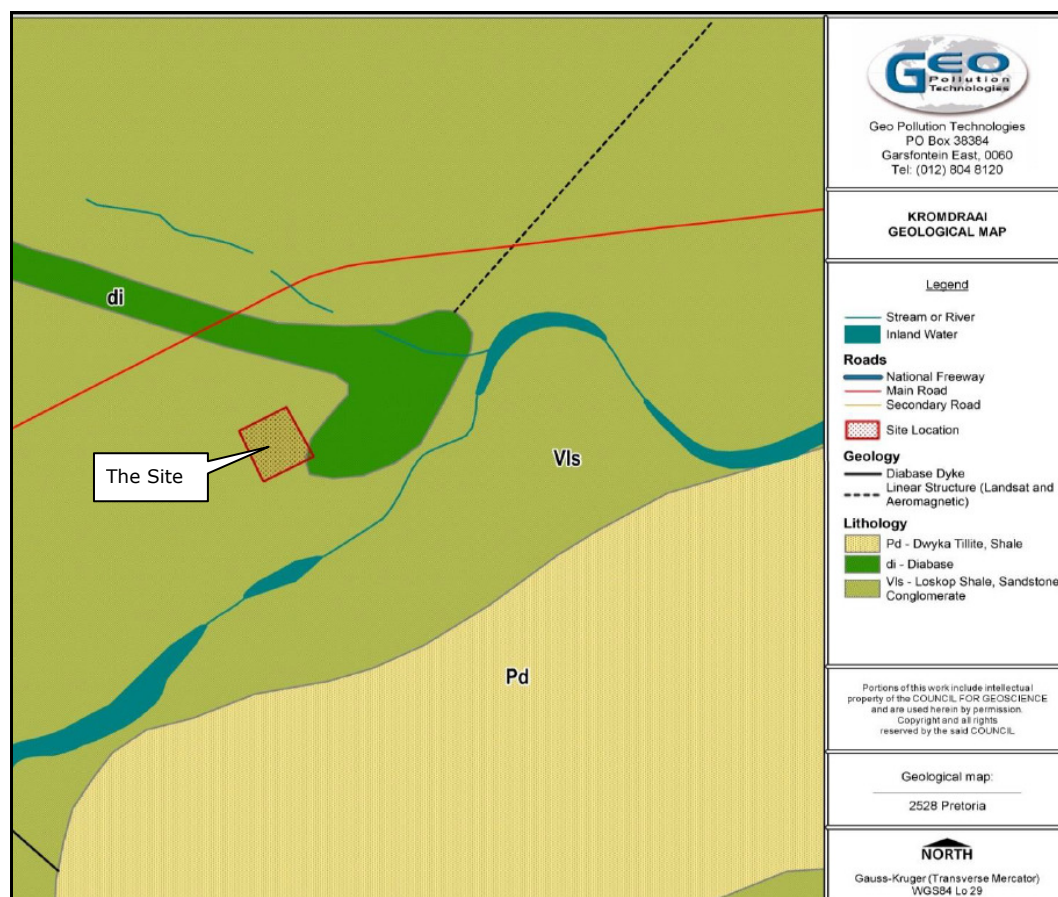 di
The Site
Vls
Pd
GEO
Pollution
Technologies
Geo Pollution Technologies
PO Box 38384
Garsfontein East, 0060
Tel: (012) 804 8120
KROMDRAAI
GEOLOGICAL MAP
Legend
Stream or River
Inland Water
Roads
National Freeway
Main Road
Secondary Road
Site Location
Geology
Diabase Dyke
Linear Structure (Landsat and
Aeromagnetic)
Lithology
Pd - Dwyka Tillite, Shale
di - Diabase
Vls - Loskop Shale, Sandstone
Conglomerate
Portions of this work include intellectual
property of the COUNCIL FOR GEOSCIENCE
and are used herein by permission.
Copyright and all rights
reserved by the said COUNCIL
Geological map:
2528 Pretoria
NORTH
Gauss-Kruger (Transverse Mercator)
WGS84 Lo 29